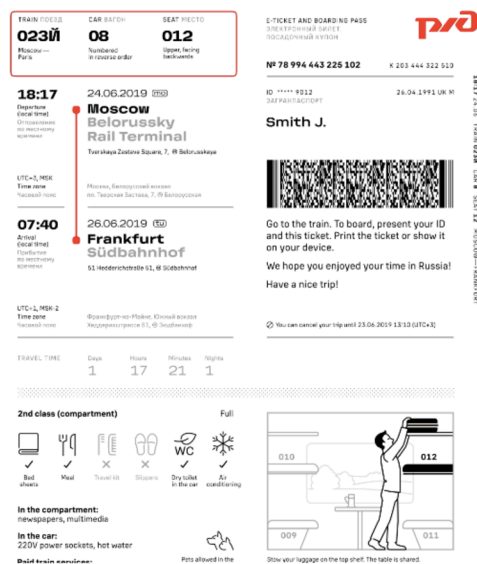 TRAIN ПОЕЗД
023Й
Moscow—
Paris
CAR ВАГОН
08
Numbered
in reverse order
SEAT МЕСТО
012
Upper, facing
backwards
18:17
Departure
(local time)
Отправление
по местному
времени
24.06.2019 mo
Moscow
Belorussky
Rail Terminal
Tverskaya Zastava Square, 7, Belorusskaya
UTC+3, MSK
Time zone
Часовой пояс
Москва, Белорусский вокзал
пл. Тверская Застава, 7, Белорусская
07:40
Arrival
(local time)
Прибытие
по местному
времени
26.06.2019 tu
Frankfurt
Südbahnhof
51 Hedderichstraße 51, Südbahnhof
UTC+1, MSK-2
Time zone
Часовой пояс
Франкфурт-на-Майне, Южный вокзал
TRAVEL TIME
Days
1
Hours
17
Minutes
21
Nights
1
E-TICKET AND BOARDING PASS
ЭЛЕКТРОННЫЙ БИЛЕТ
ПОСАДОЧНЫЙ КУПОН
РЖД
№ 78 994 443 225 102
K 203 444 322 510
ID ····· 9012
ЗАГРАНПАСПОРТ
26.04.1991 UK M
Smith J.
Go to the train. To board, present your ID
and this ticket. Print the ticket or show it
on your device.
We hope you enjoyed your time in Russia!
Have a nice trip!
You can cancel your trip until 23.06.2019 13:10 (UTC+3)
2nd class (compartment)
Full
WC
Bed
sheets
Meal
Travel kit
Slippers
Dry toilet
in the car
Air
conditioning
In the compartment:
newspapers, multimedia
In the car:
220V power sockets, hot water
Paid train services:
Pets allowed in the
010
012
009
011
Stow your luggage on the top shelf. The table is shared.